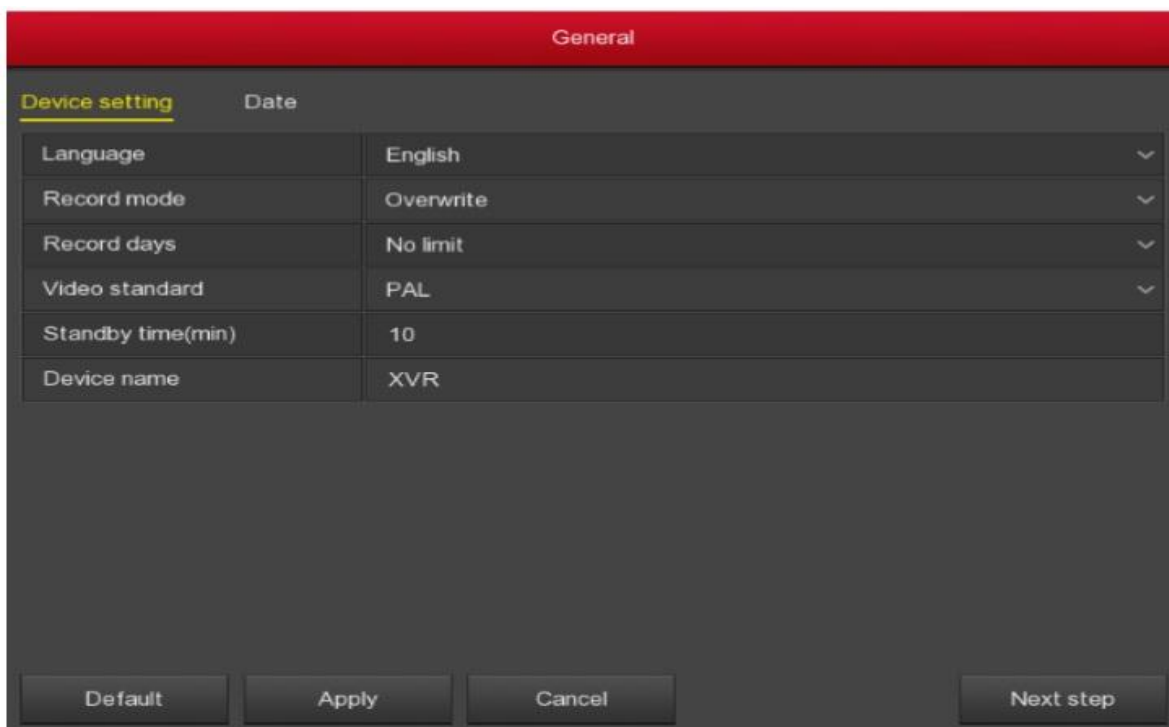 General
Device setting Date
Language English
Record mode Overwrite
Record days No limit
Video standard PAL
Standby time(min) 10
Device name XVR
Default Apply Cancel Next step